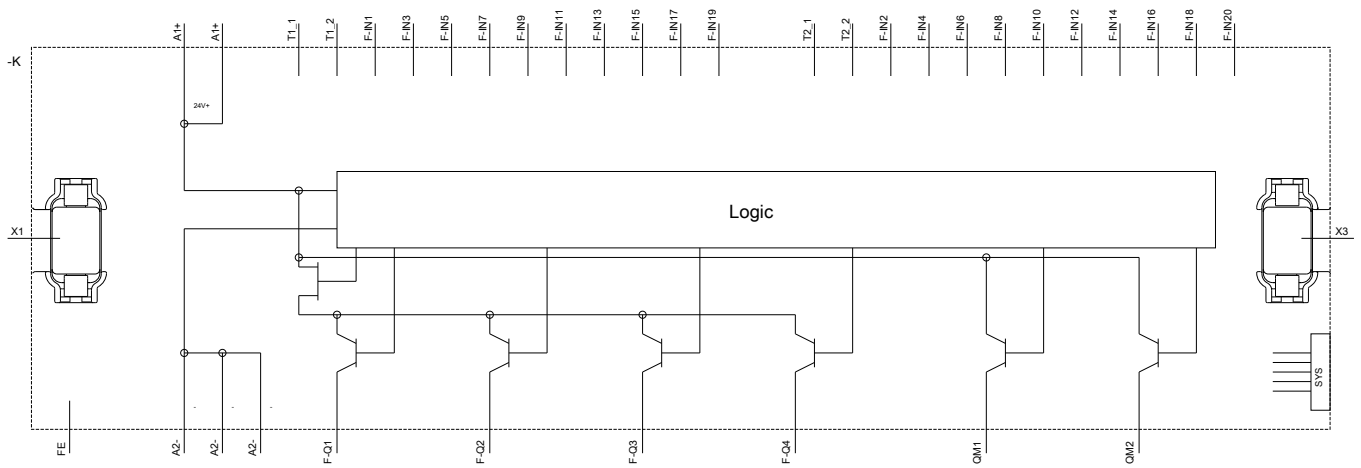 A1+
A1+
T1_1
T1_2
F-IN1
F-IN3
F-IN5
F-IN7
F-IN9
F-IN11
F-IN13
F-IN15
F-IN17
F-IN19
T2_1
T2_2
F-IN2
F-IN4
F-IN6
F-IN8
F-IN10
F-IN12
F-IN14
F-IN16
F-IN18
F-IN20
-K
24V+
Logic
X1
X3
SYS
-
-
-
FE
A2-
A2-
A2-
F-Q1
F-Q2
F-Q3
F-Q4
QM1
QM2